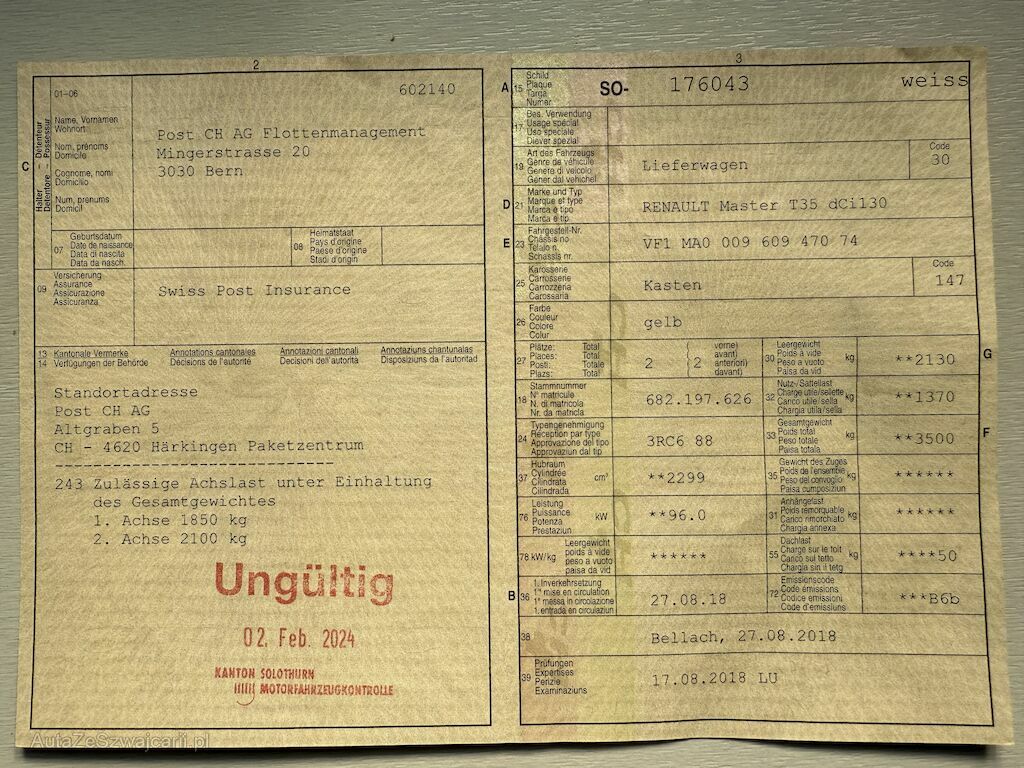 2
01–06
602140
Halter Détenteur
Detentore Possessur
C
Name, Vornamen
Wohnort
Nom, prénoms
Domicile
Cognome, nomi
Domicilio
Num, prenums
Domicil
Post CH AG Flottenmanagement
Mingerstrasse 20
3030 Bern
07
Geburtsdatum
Date de naissance
Data di nascita
Data da nasch.
08
Heimatstaat
Pays d'origine
Paese d'origine
Stadi d'origin
09
Versicherung
Assurance
Assicurazione
Assicuranza
Swiss Post Insurance
13 Kantonale Vermerke Annotations cantonales Annotazioni cantonali Annotaziuns chantunalas
14 Verfügungen der Behörde Décisions de l'autorité Decisioni dell'autorità Disposiziuns da l'autoritad
Standortadresse
Post CH AG
Altgraben 5
CH - 4620 Härkingen Paketzentrum
------------------------------
243 Zulässige Achslast unter Einhaltung
des Gesamtgewichtes
1. Achse 1850 kg
2. Achse 2100 kg
Ungültig
02. Feb. 2024
KANTON SOLOTHURN
MOTORFAHRZEUGKONTROLLE
3
A 15
Schild
Plaque
Targa
Numer
SO- 176043 weiss
17
Bes. Verwendung
Usage spécial
Uso speciale
Diever spezial
19
Art des Fahrzeugs
Genre de véhicule
Genere di veicolo
Gener dal vehichel
Lieferwagen
Code
30
D 21
Marke und Typ
Marque et type
Marca e tipo
Marca e tip
RENAULT Master T35 dCi130
E 23
Fahrgestell-Nr.
Châssis no
Telaio n.
Schassis nr.
VF1 MA0 009 609 470 74
25
Karosserie
Carrosserie
Carrozzeria
Carossaria
Kasten
Code
147
26
Farbe
Couleur
Colore
Colur
gelb
27
Plätze: Total
Places: Total
Posti: Totale
Plazs: Total
2
vorne)
avant)
anteriori)
davant)
2
30
Leergewicht
Poids à vide
Peso a vuoto
Paisa da vid
kg
**2130
G
18
Stammnummer
N° matricule
N. di matricola
Nr. da matricla
682.197.626
32
Nutz-/Sattellast
Charge utile/sellette
Carico utile/sella
Chargia utila/sella
kg
**1370
24
Typengenehmigung
Réception par type
Approvazione del tipo
Approvaziun dal tip
3RC6 88
33
Gesamtgewicht
Poids total
Peso totale
Paisa totala
kg
**3500
F
37
Hubraum
Cylindrée
Cilindrata
Cilindrada
cm³
**2299
35
Gewicht des Zuges
Poids de l'ensemble
Peso del convoglio
Paisa cumposiziun
kg
******
76
Leistung
Puissance
Potenza
Prestaziun
kW
**96.0
31
Anhängelast
Poids remorquable
Carico rimorchiato
Chargia annexa
kg
******
78 kW/kg
Leergewicht
poids à vide
peso a vuoto
paisa da vid
******
55
Dachlast
Charge sur le toit
Carico sul tetto
Chargia sin il tetg
kg
****50
B 36
1. Inverkehrsetzung
1re mise en circulation
1a messa in circolazione
1. entrada en circulaziun
27.08.18
72
Emissionscode
Code émissions
Codice emissioni
Code d'emissiuns
***B6b
38
Bellach, 27.08.2018
39
Prüfungen
Expertises
Perizie
Examinaziuns
17.08.2018 LU
AutaZeSzwajcarii.pl